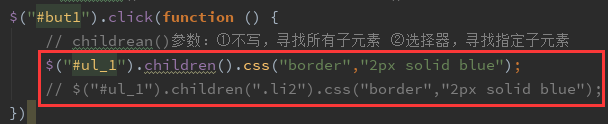 $("#but1").click(function () {
// childrean()参数：①不写，寻找所有子元素 ②选择器，寻找指定子元素
$("#ul_1").children().css("border","2px solid blue");
// $("#ul_1").children(".li2").css("border","2px solid blue");
})